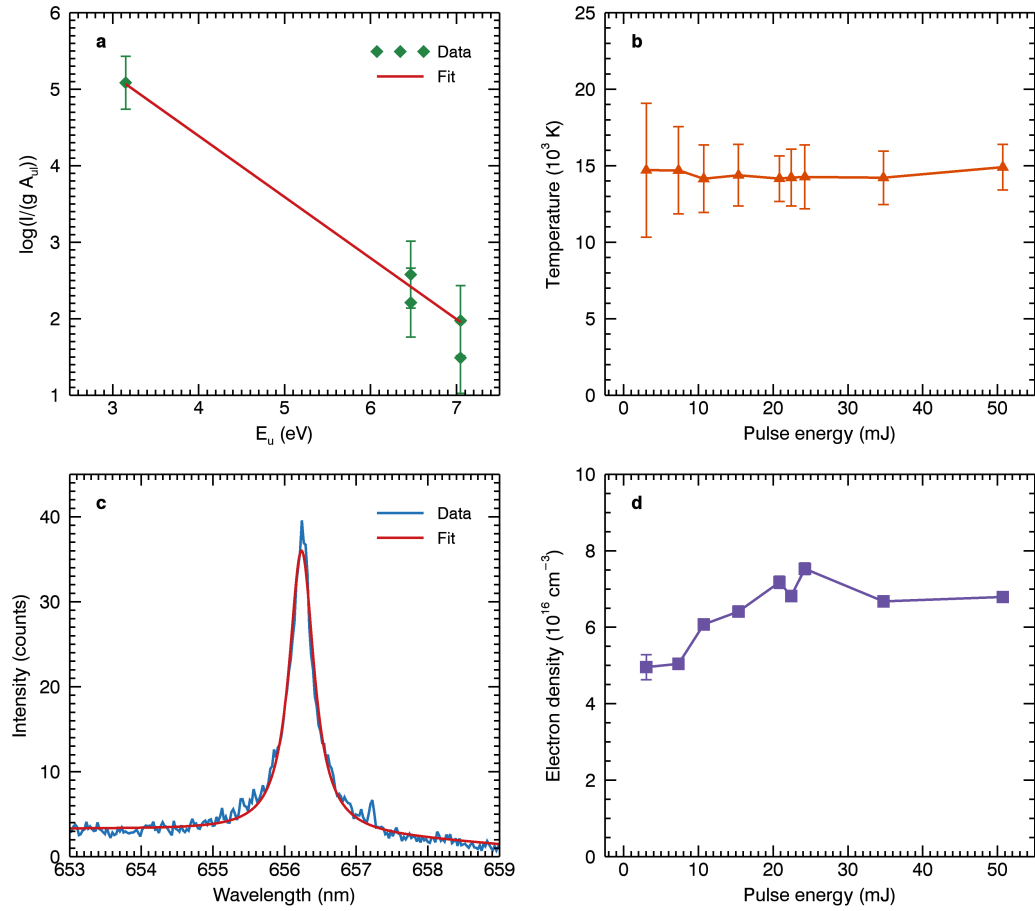 a
Data
Fit
6
5
4
3
2
1
log(I/(g A_ul))
3
4
5
6
7
E_u (eV)
b
25
20
15
10
5
0
Temperature (10^3 K)
0
10
20
30
40
50
Pulse energy (mJ)
c
Data
Fit
40
30
20
10
0
Intensity (counts)
653
654
655
656
657
658
659
Wavelength (nm)
d
10
8
6
4
2
0
Electron density (10^16 cm^−3)
0
10
20
30
40
50
Pulse energy (mJ)